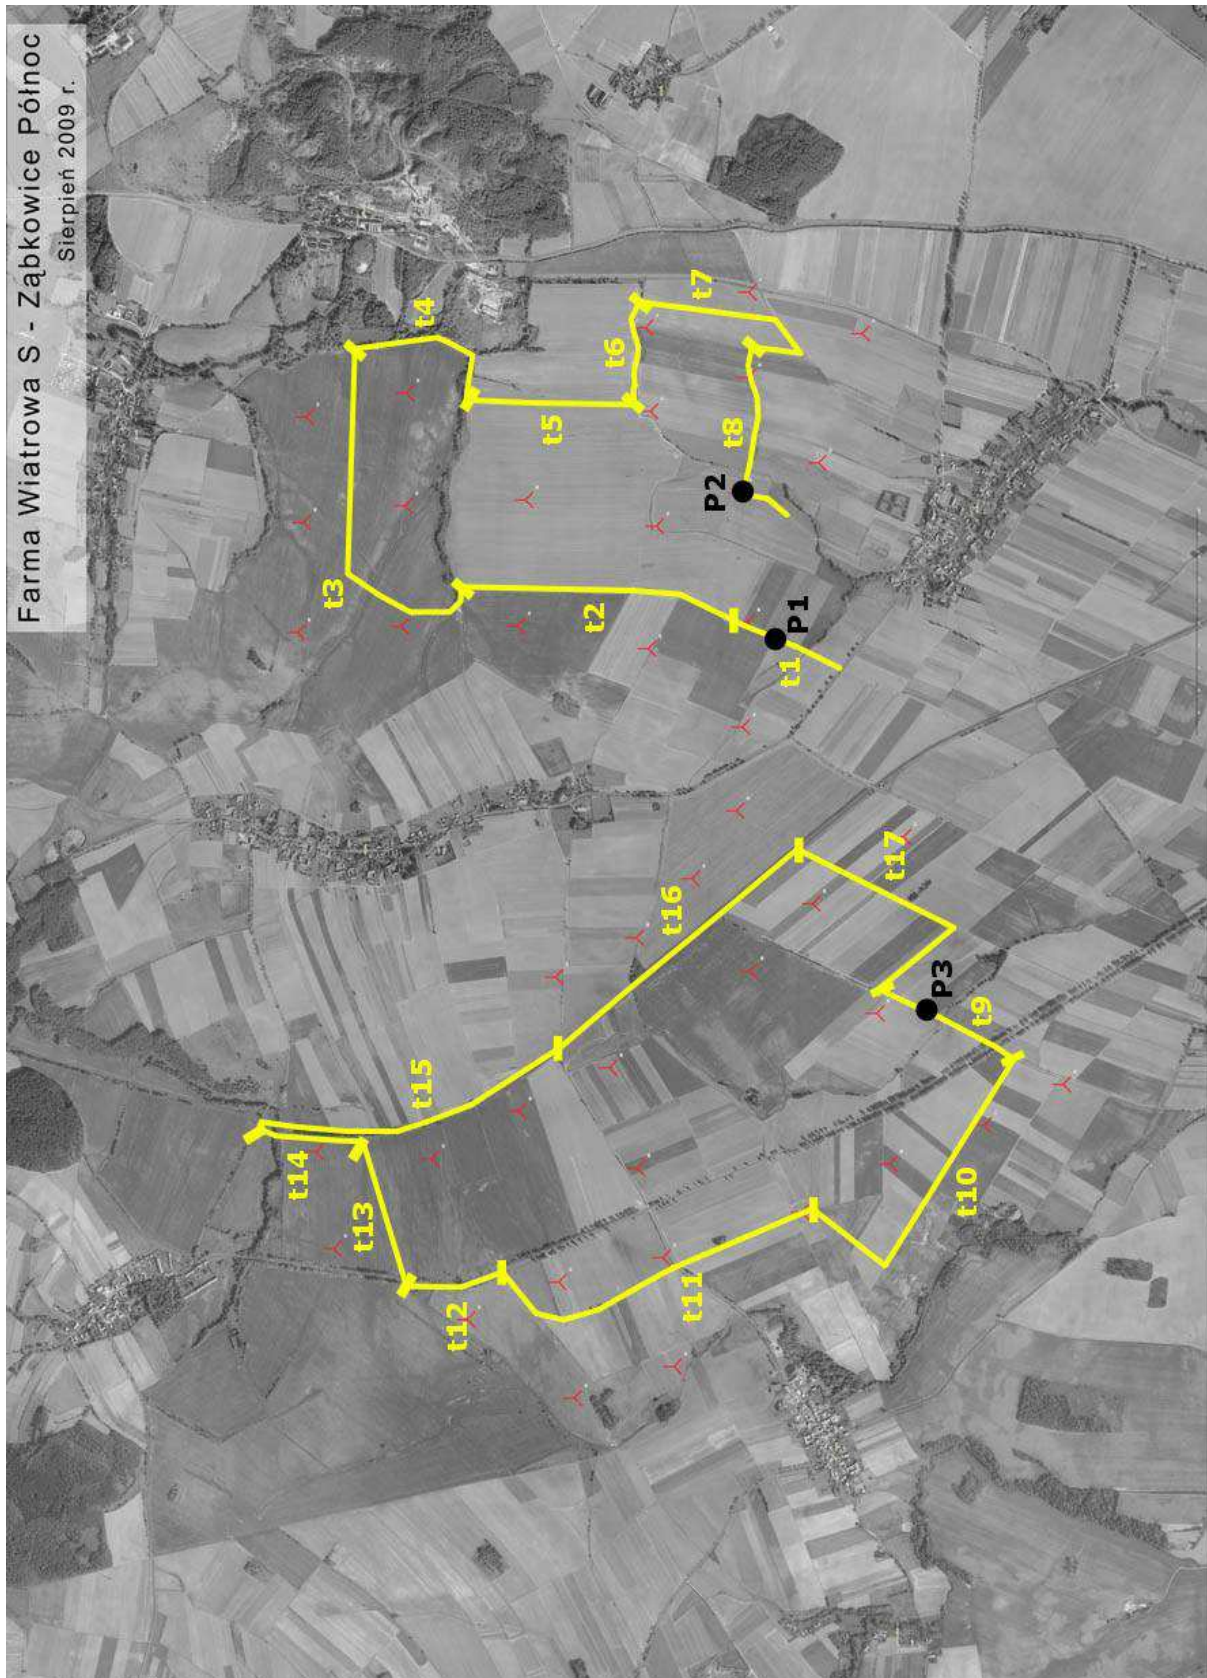 Farma Wiatrowa S - Ząbkowice Północ
Sierpień 2009 r.
t4
t7
t6
t5
t8
P2
t3
t2
P1
t1
t17
t16
P3
t9
t15
t14
t13
t10
t11
t12